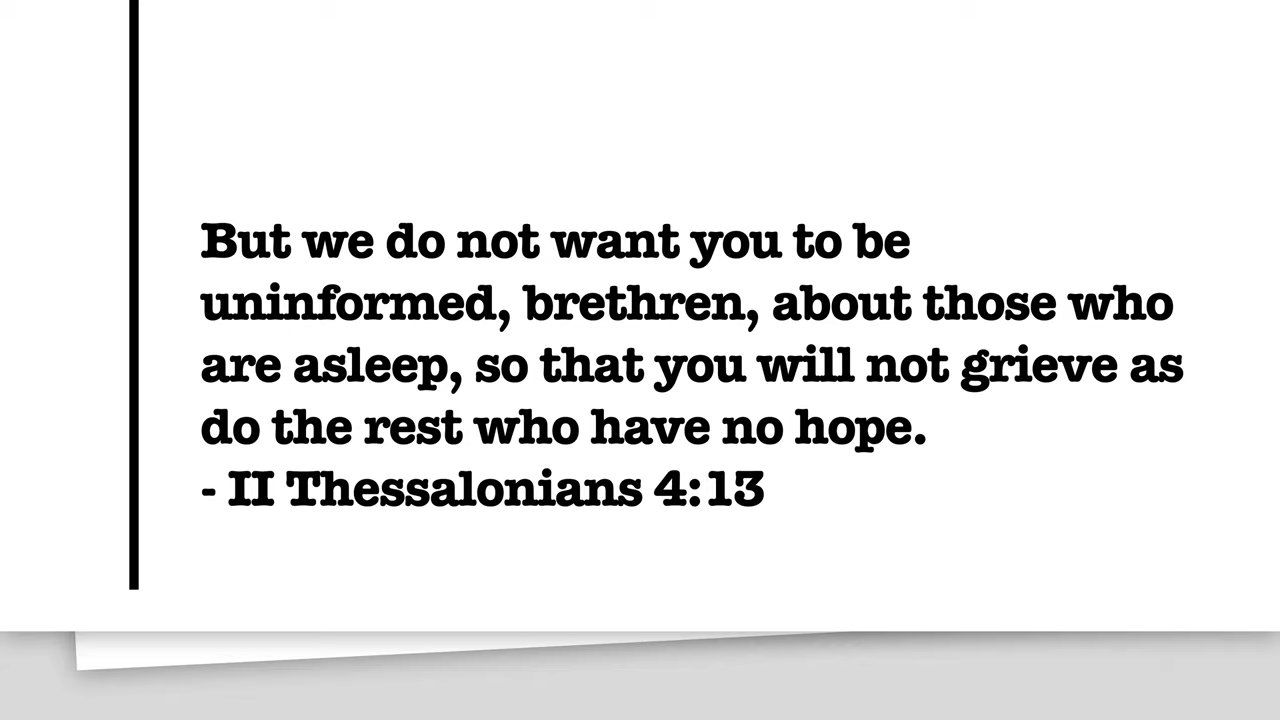 But we do not want you to be
uninformed, brethren, about those who
are asleep, so that you will not grieve as
do the rest who have no hope.
- II Thessalonians 4:13